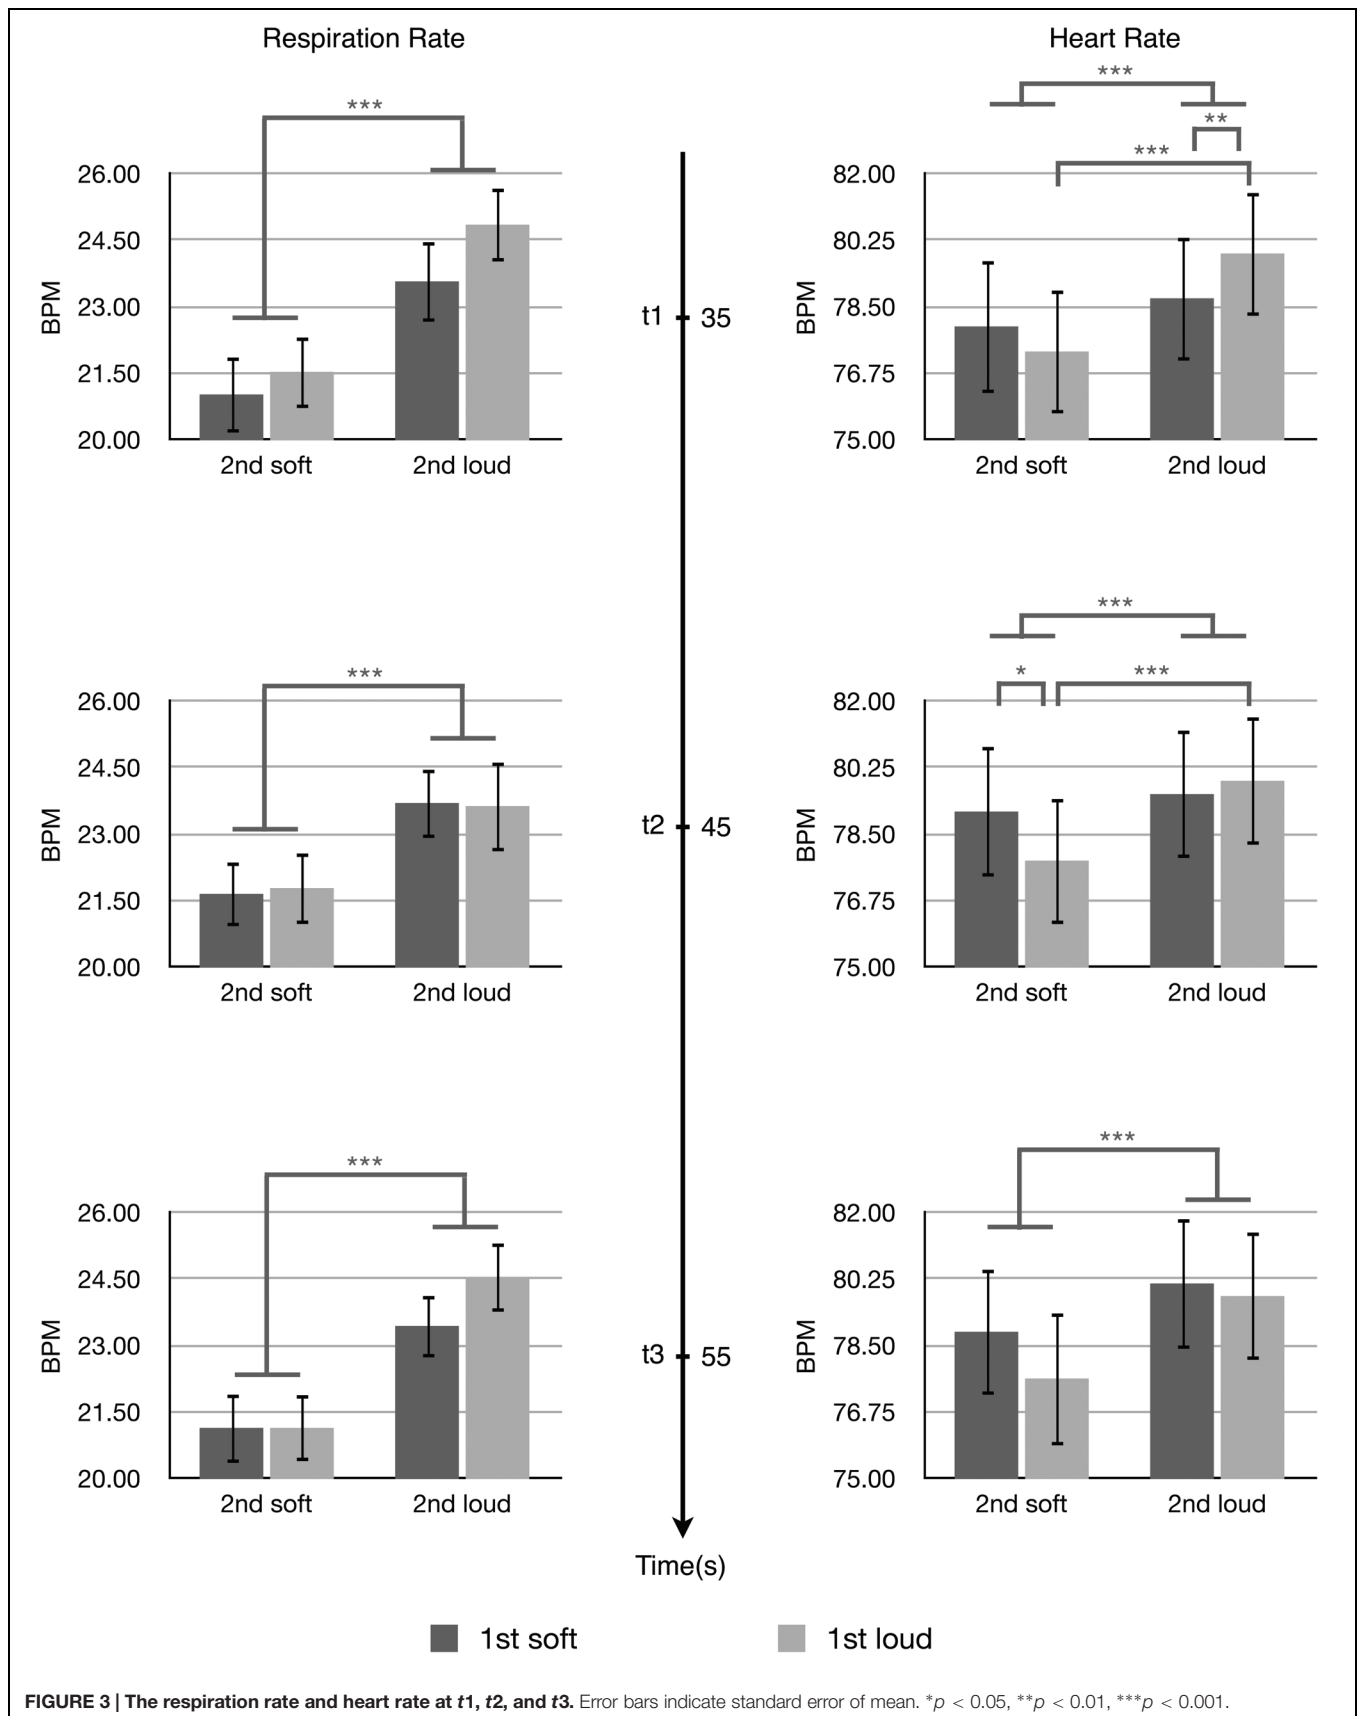 Respiration Rate
Heart Rate
***
26.00
24.50
23.00
21.50
20.00
BPM
2nd soft 2nd loud
t1 35
***
**
***
82.00
80.25
78.50
76.75
75.00
BPM
2nd soft 2nd loud
***
26.00
24.50
23.00
21.50
20.00
BPM
2nd soft 2nd loud
t2 45
***
* ***
82.00
80.25
78.50
76.75
75.00
BPM
2nd soft 2nd loud
***
26.00
24.50
23.00
21.50
20.00
BPM
2nd soft 2nd loud
t3 55
***
82.00
80.25
78.50
76.75
75.00
BPM
2nd soft 2nd loud
Time(s)
1st soft 1st loud
FIGURE 3 | The respiration rate and heart rate at t1, t2, and t3. Error bars indicate standard error of mean. *p < 0.05, **p < 0.01, ***p < 0.001.